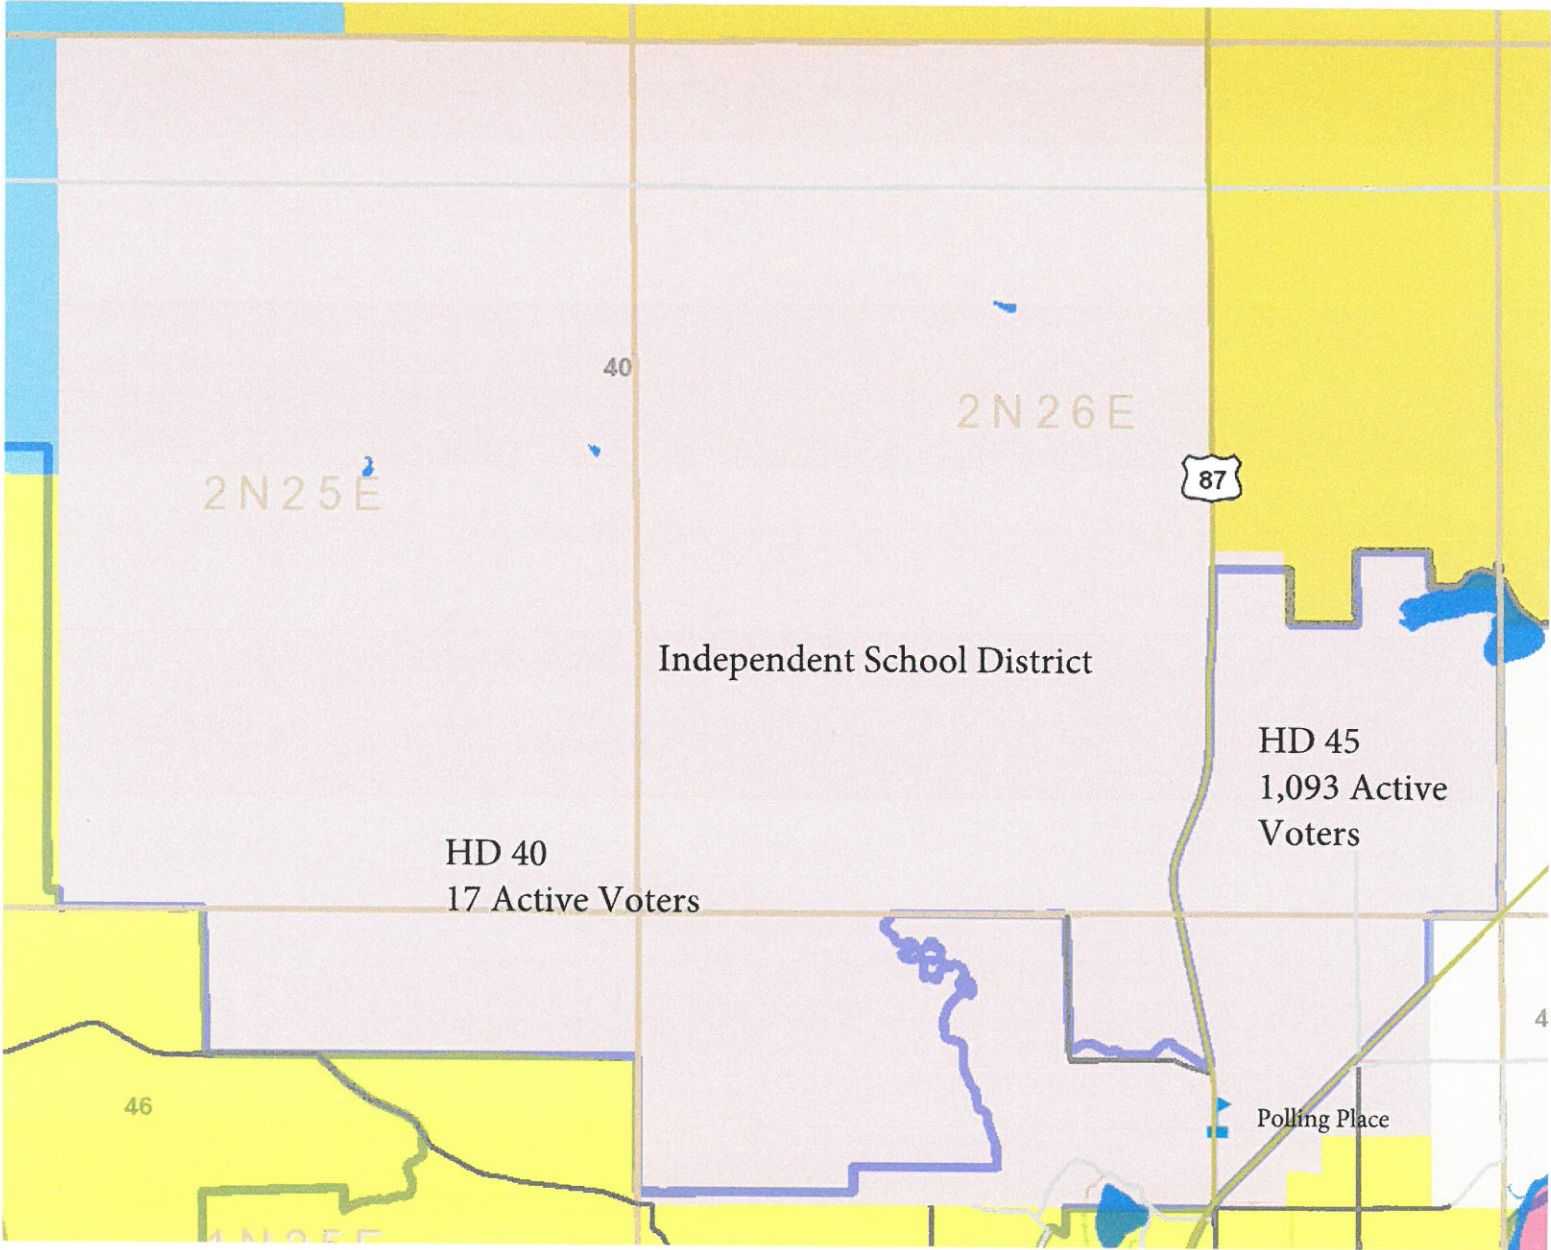 40
2N26E
2N25E
87
Independent School District
HD 45
1,093 Active
Voters
HD 40
17 Active Voters
4
46
Polling Place
1N25E